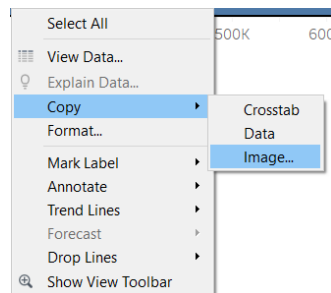 Select All
500K 600
View Data...
Explain Data...
Copy
Crosstab
Format...
Data
Image...
Mark Label
Annotate
Trend Lines
Forecast
Drop Lines
Show View Toolbar